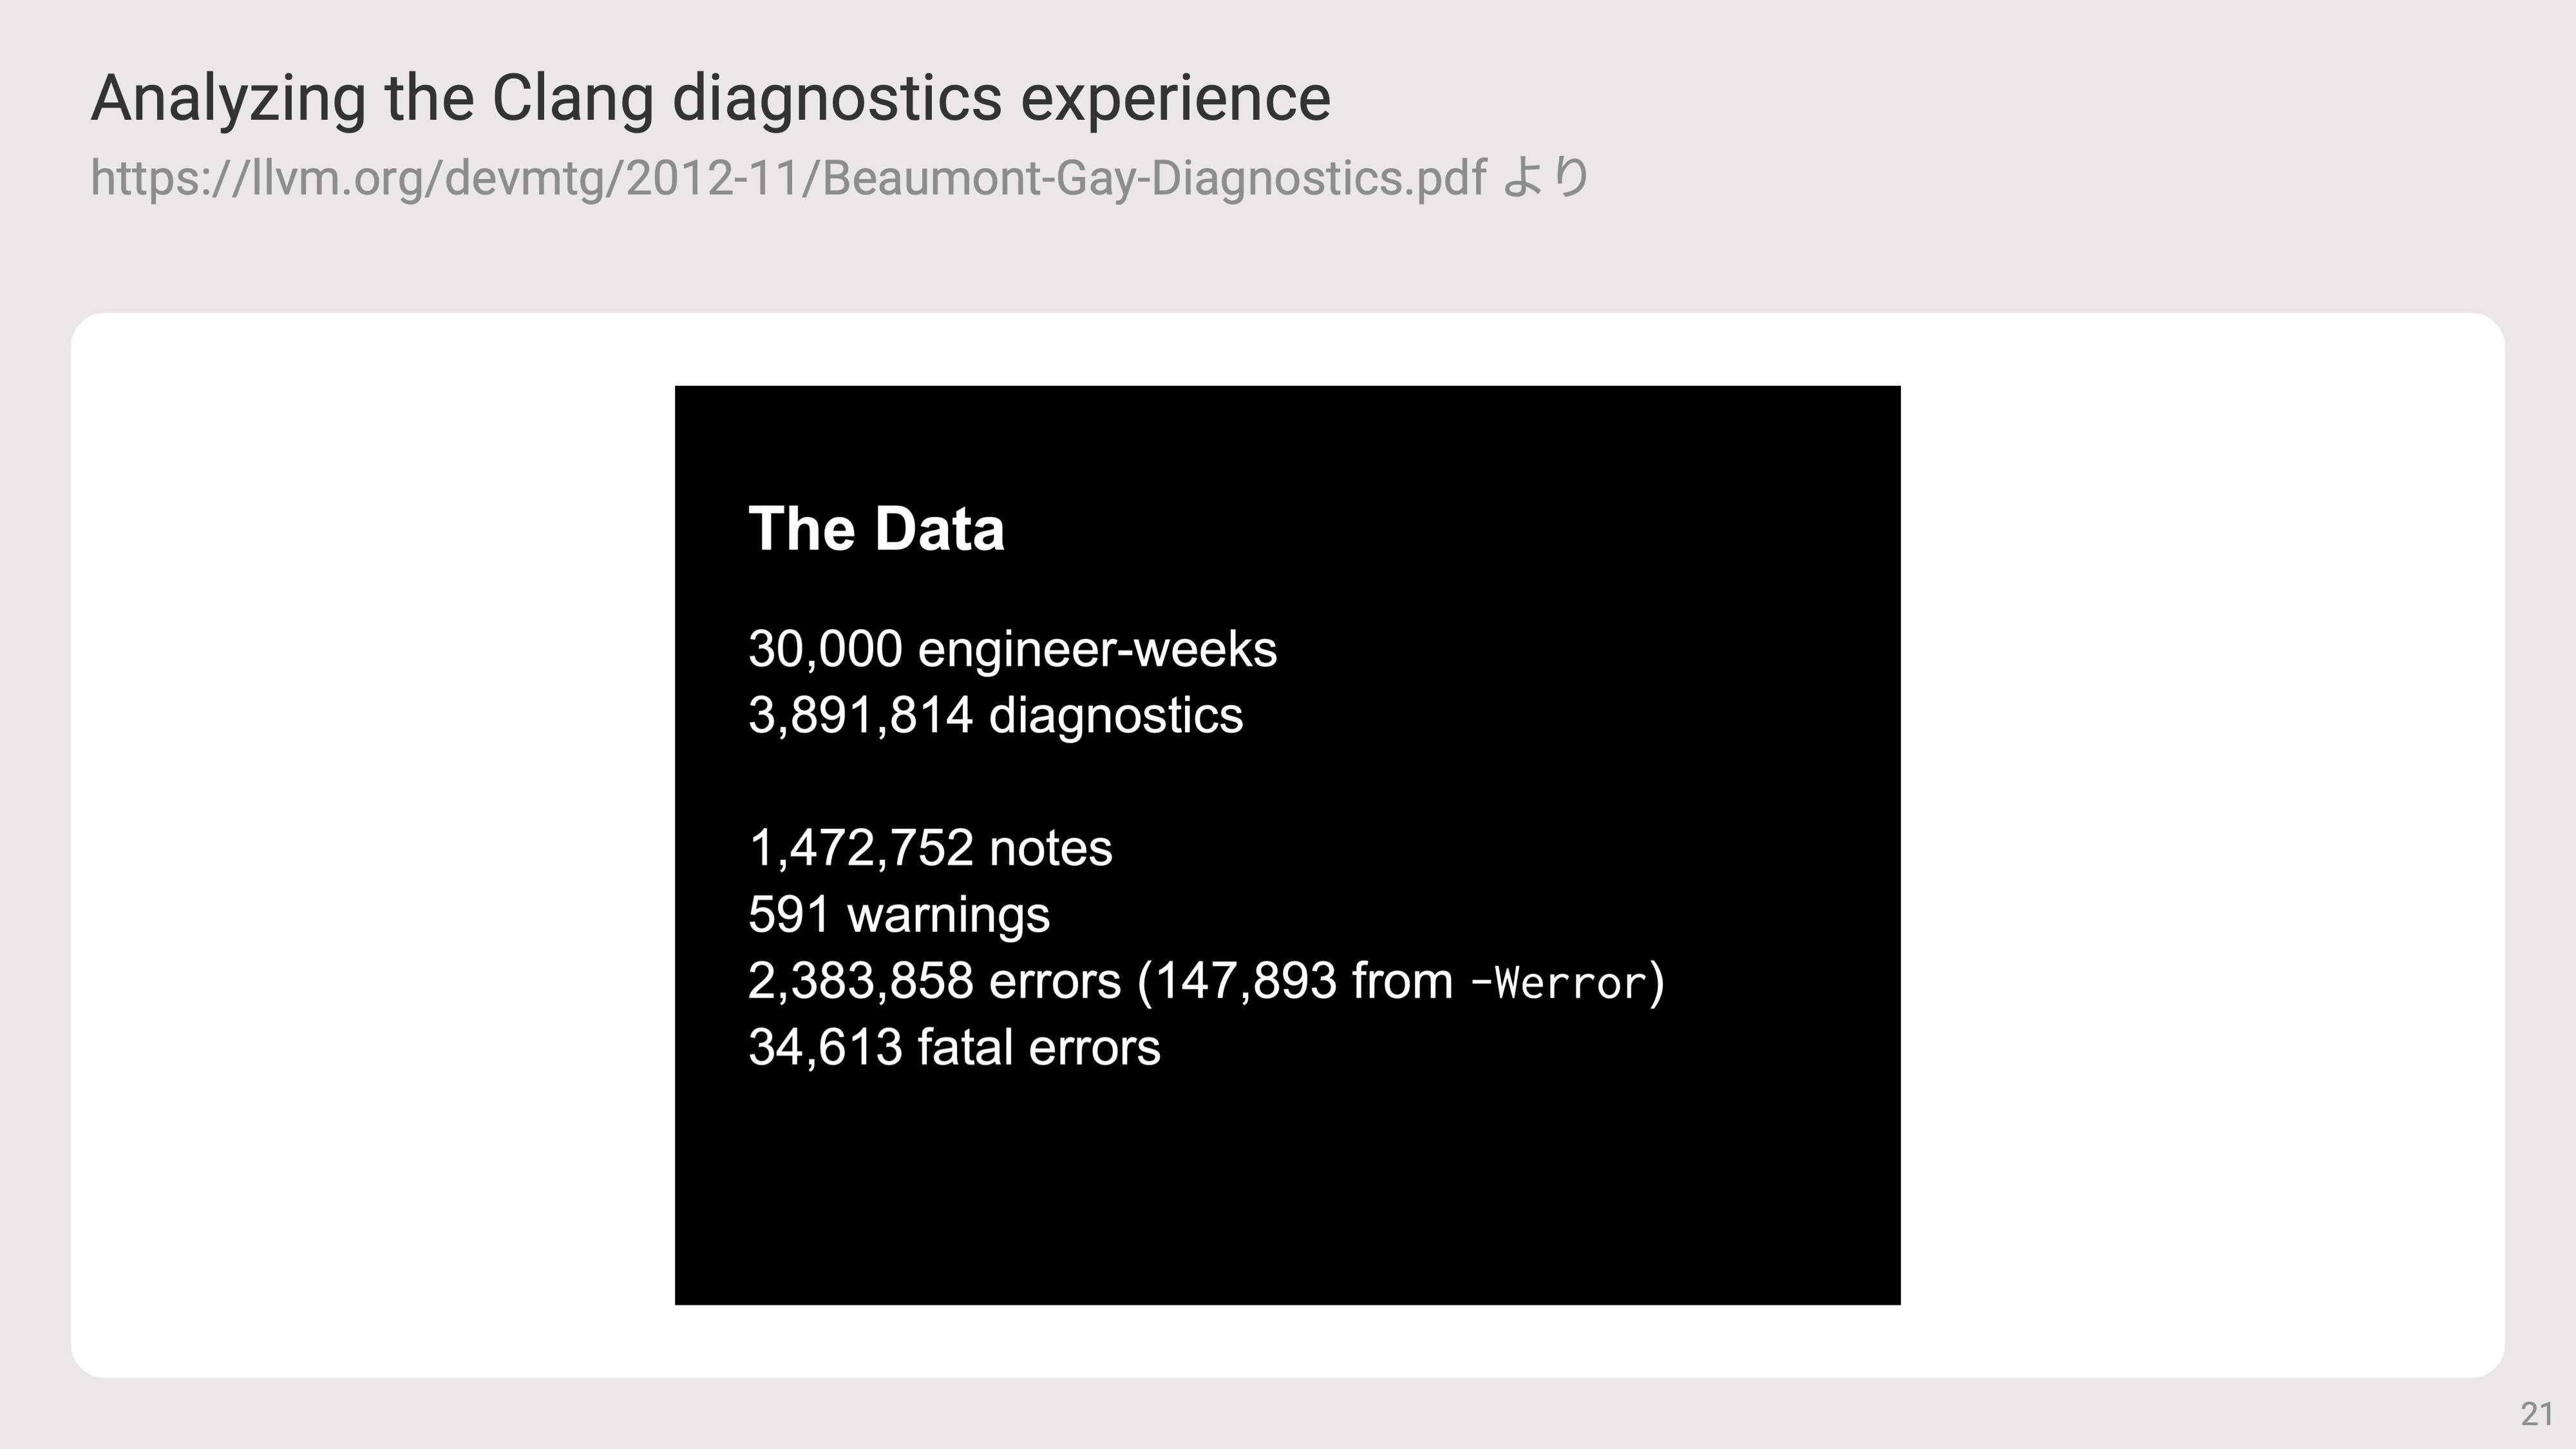 Analyzing the Clang diagnostics experience
https://llvm.org/devmtg/2012-11/Beaumont-Gay-Diagnostics.pdf より
The Data
30,000 engineer-weeks
3,891,814 diagnostics
1,472,752 notes
591 warnings
2,383,858 errors (147,893 from -Werror)
34,613 fatal errors
21